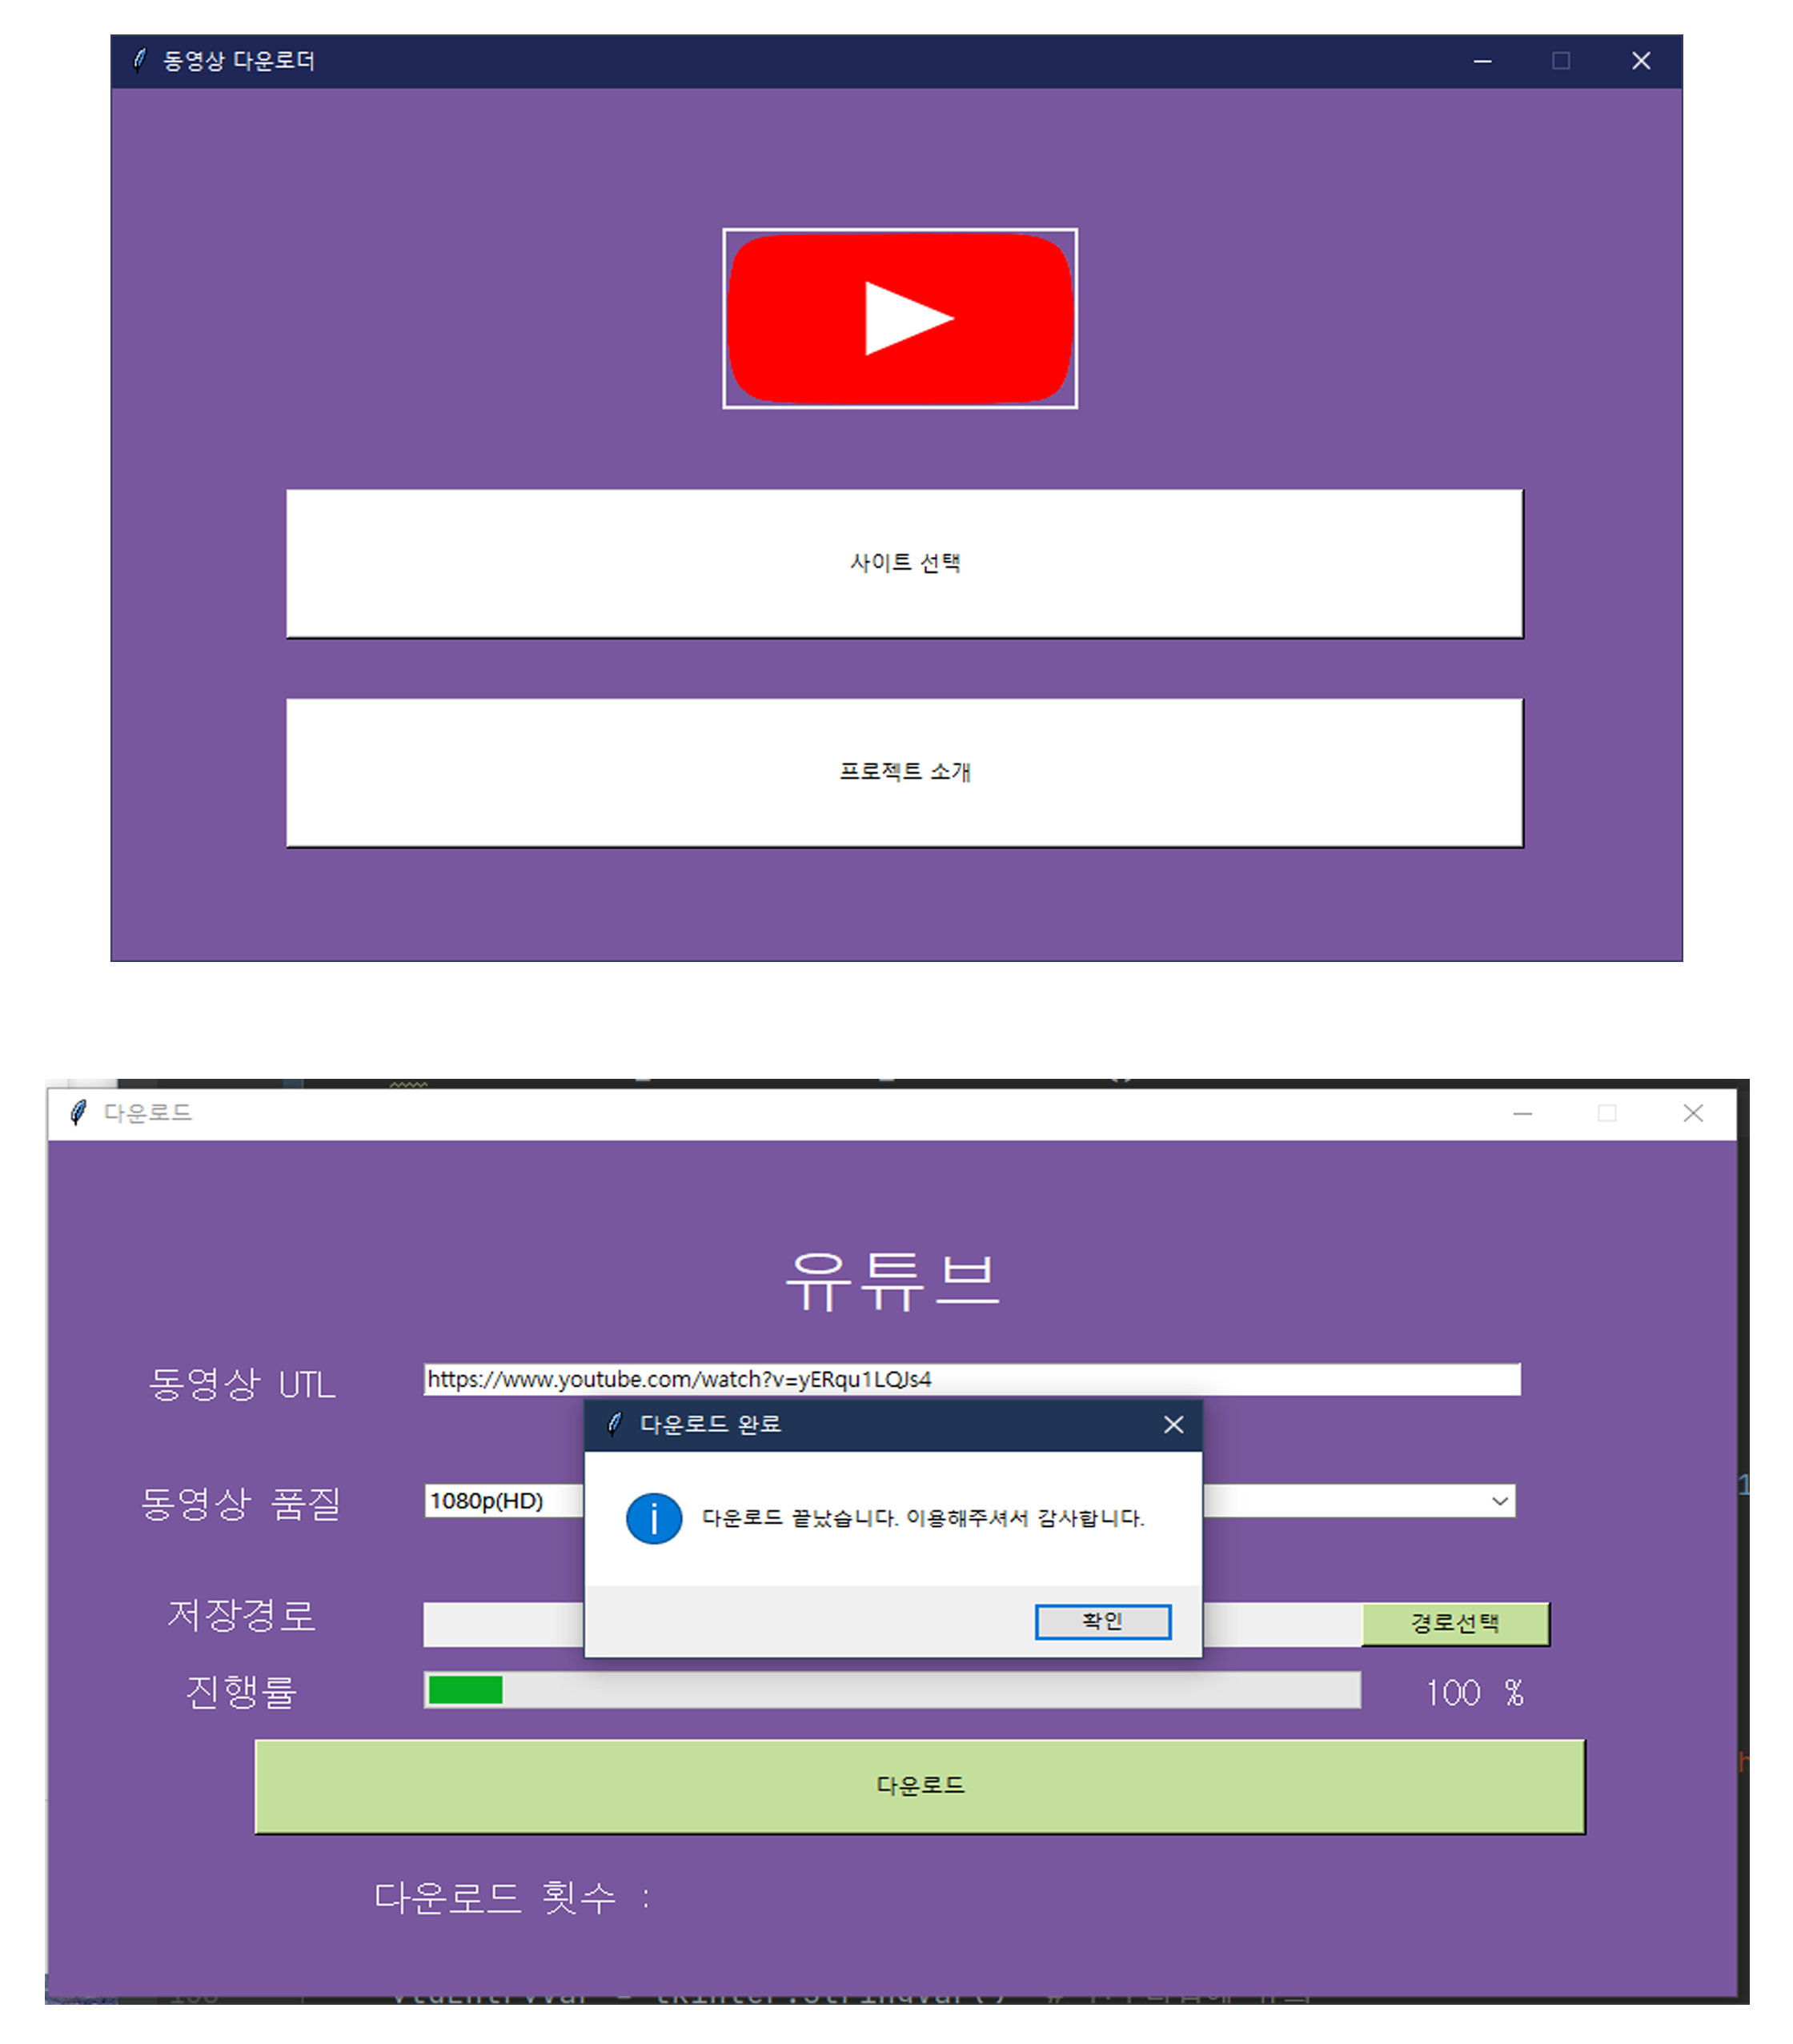 동영상 다운로더
사이트 선택
프로젝트 소개
다운로드
유튜브
동영상 UTL
https://www.youtube.com/watch?v=yERqu1LQJs4
다운로드 완료
동영상 품질
1080p(HD)
다운로드 끝났습니다. 이용해주셔서 감사합니다.
저장경로
확인
경로선택
진행률
100 %
다운로드
다운로드 횟수 :